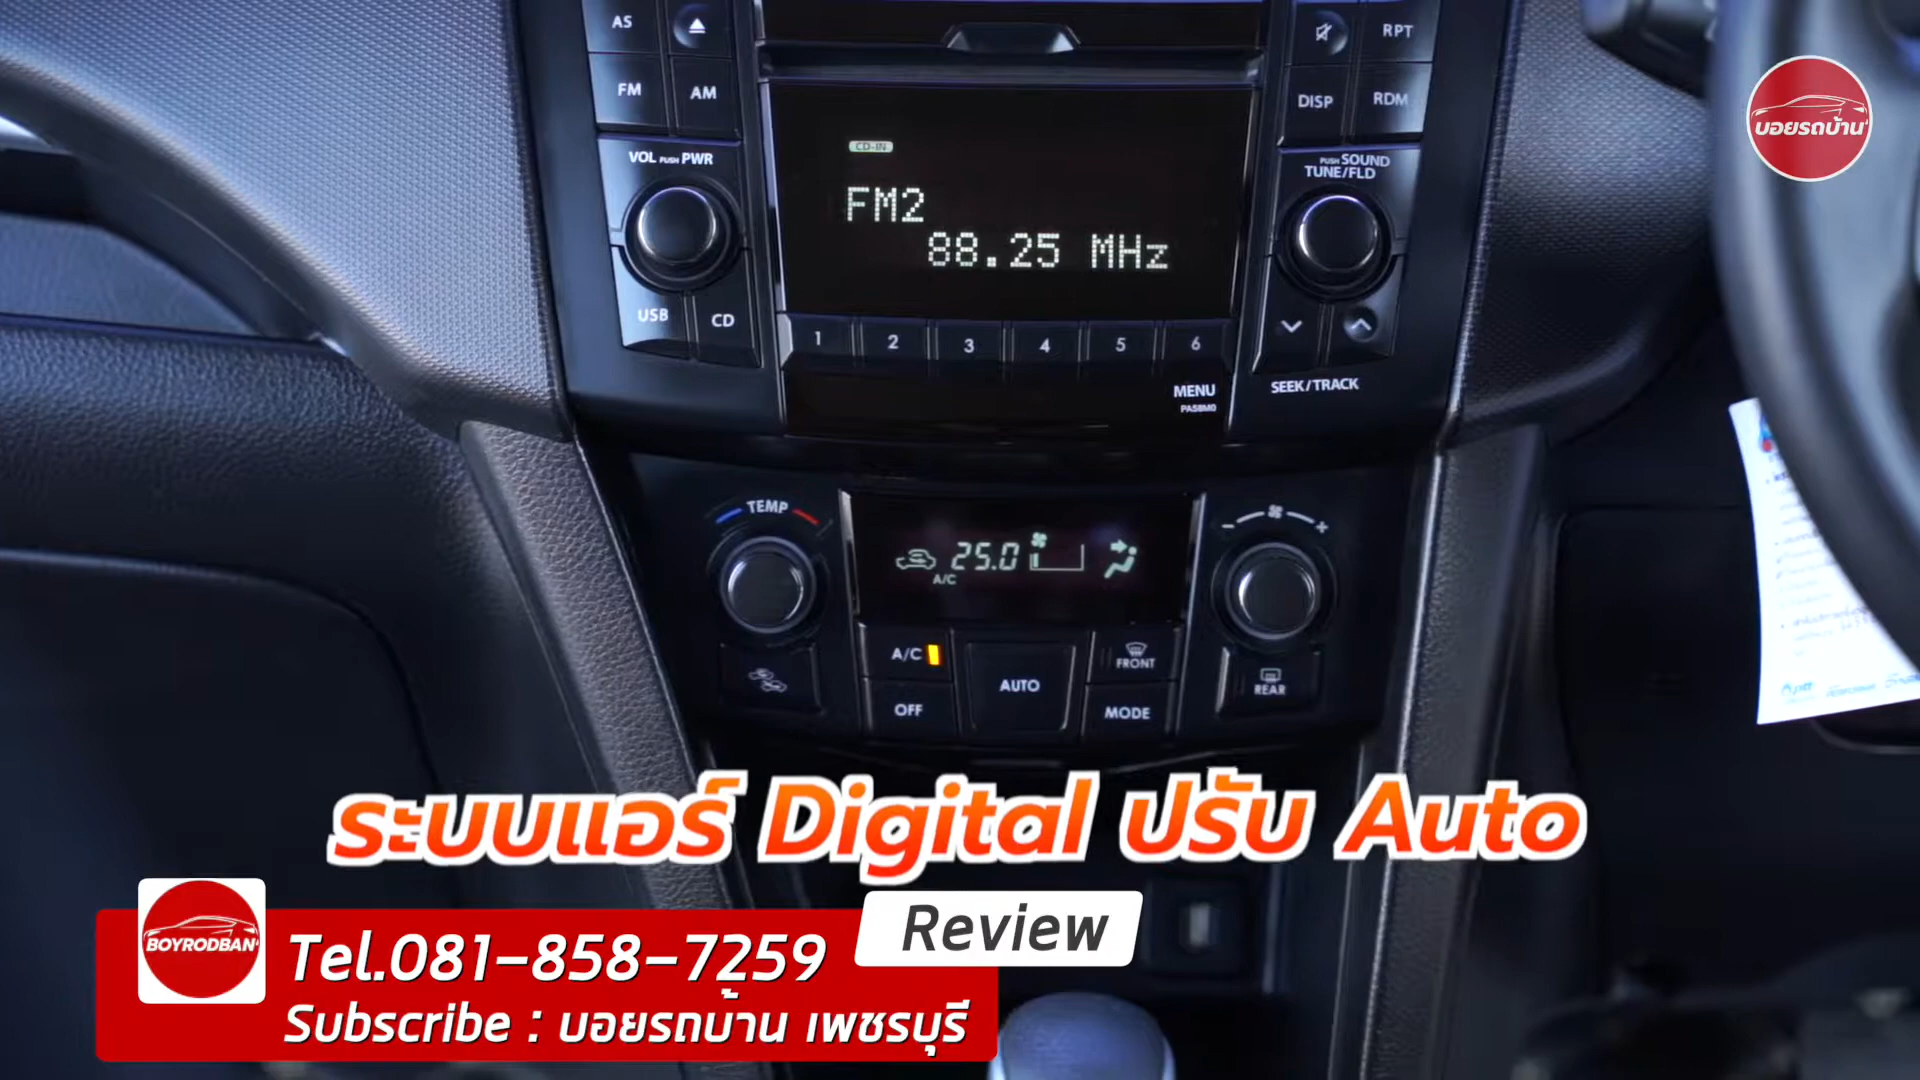 AS
RPT
FM
AM
DISP
RDM
บอยรถบ้าน
VOL PUSH PWR
CD-IN
PUSH SOUND
TUNE/FLD
FM2
88.25 MHz
USB
CD
1 2 3 4 5 6
MENU
PA58M0
SEEK/TRACK
TEMP
- +
25.0
A/C
A/C
AUTO
FRONT
REAR
OFF
MODE
ระบบแอร์ Digital ปรับ Auto
Review
BOYRODBAN
Tel.081-858-7259
Subscribe : บอยรถบ้าน เพชรบุรี